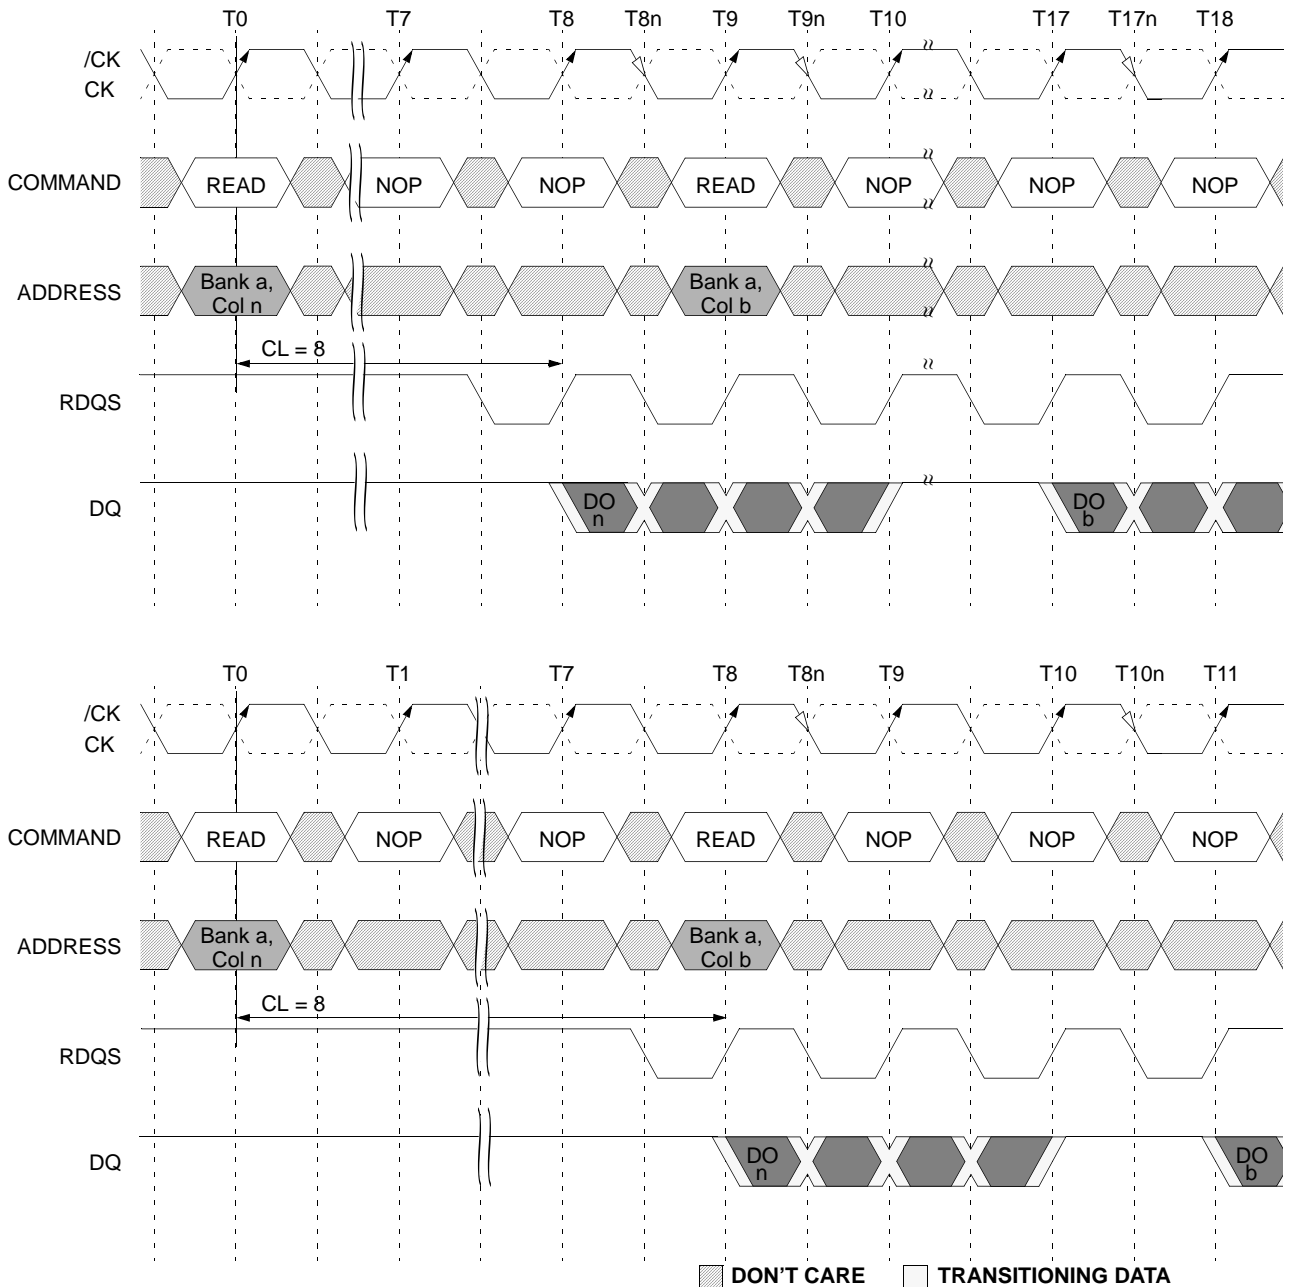 T0 T7 T8 T8n T9 T9n T10 T17 T17n T18
/CK
CK
COMMAND READ NOP NOP READ NOP NOP NOP
ADDRESS Bank a, Col n Bank a, Col b
CL = 8
RDQS
DQ DO n DO b
T0 T1 T7 T8 T8n T9 T10 T10n T11
/CK
CK
COMMAND READ NOP NOP READ NOP NOP NOP
ADDRESS Bank a, Col n Bank a, Col b
CL = 8
RDQS
DQ DO n DO b
DON'T CARE TRANSITIONING DATA